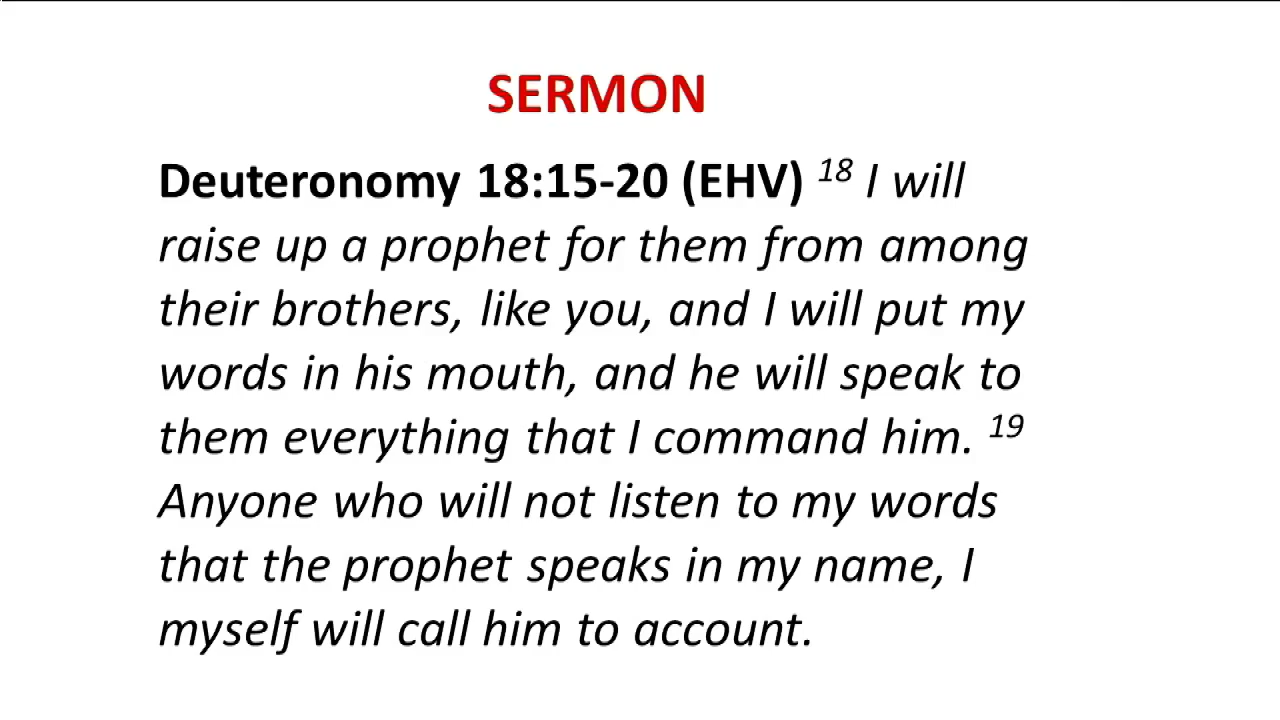 SERMON
Deuteronomy 18:15-20 (EHV) 18 I will
raise up a prophet for them from among
their brothers, like you, and I will put my
words in his mouth, and he will speak to
them everything that I command him. 19
Anyone who will not listen to my words
that the prophet speaks in my name, I
myself will call him to account.